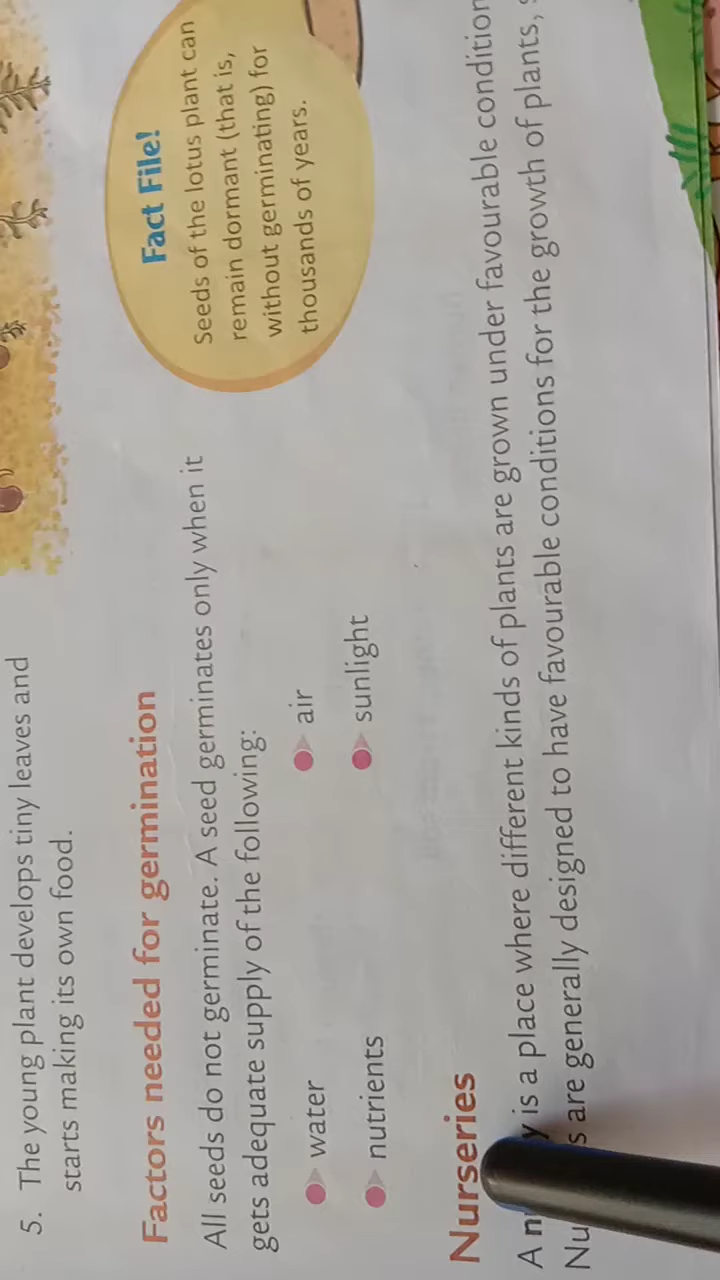 5. The young plant develops tiny leaves and
starts making its own food.
Factors needed for germination
All seeds do not germinate. A seed germinates only when it
gets adequate supply of the following:
water
air
nutrients
sunlight
Fact File!
Seeds of the lotus plant can
remain dormant (that is,
without germinating) for
thousands of years.
Nurseries
A is a place where different kinds of plants are grown under favourable
are generally designed to have favourable conditions for the growth of plants,